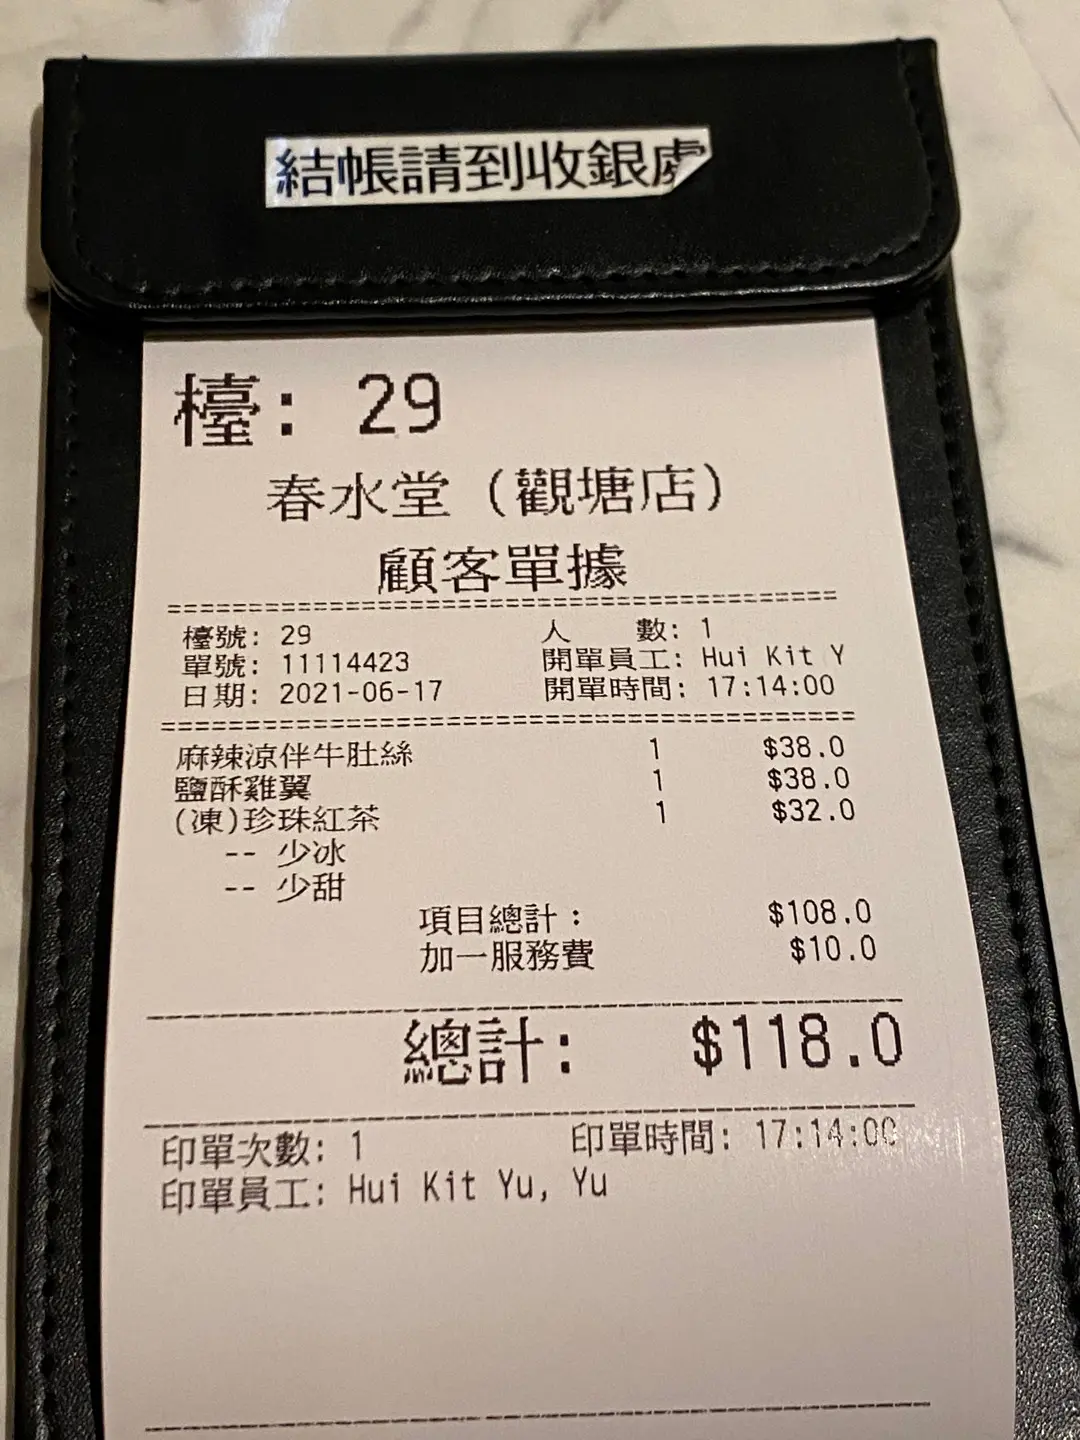 結帳請到收銀處
檯: 29
春水堂 (觀塘店)
顧客單據
檯號: 29 人 數: 1
單號: 11114423 開單員工: Hui Kit Y
日期: 2021-06-17 開單時間: 17:14:00
麻辣涼伴牛肚絲 1 $38.0
鹽酥雞翼 1 $38.0
(凍)珍珠紅茶 1 $32.0
-- 少冰
-- 少甜
項目總計: $108.0
加一服務費 $10.0
總計: $118.0
印單次數: 1 印單時間: 17:14:00
印單員工: Hui Kit Yu, Yu